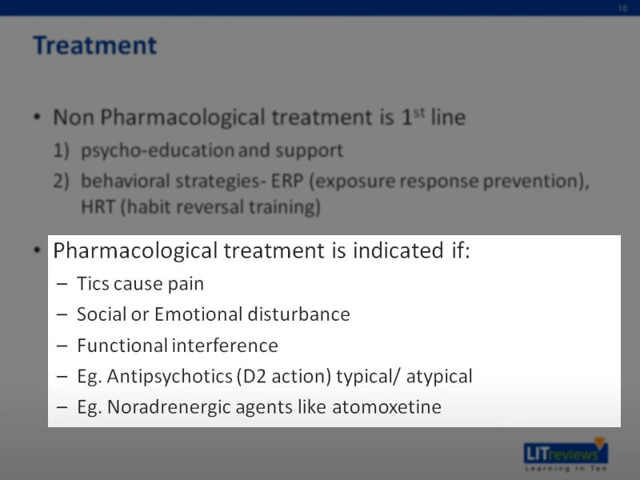 10
Treatment
• Non Pharmacological treatment is 1st line
1) psycho-education and support
2) behavioral strategies- ERP (exposure response prevention),
HRT (habit reversal training)
• Pharmacological treatment is indicated if:
– Tics cause pain
– Social or Emotional disturbance
– Functional interference
– Eg. Antipsychotics (D2 action) typical/ atypical
– Eg. Noradrenergic agents like atomoxetine
LITreviews
Learning In Ten